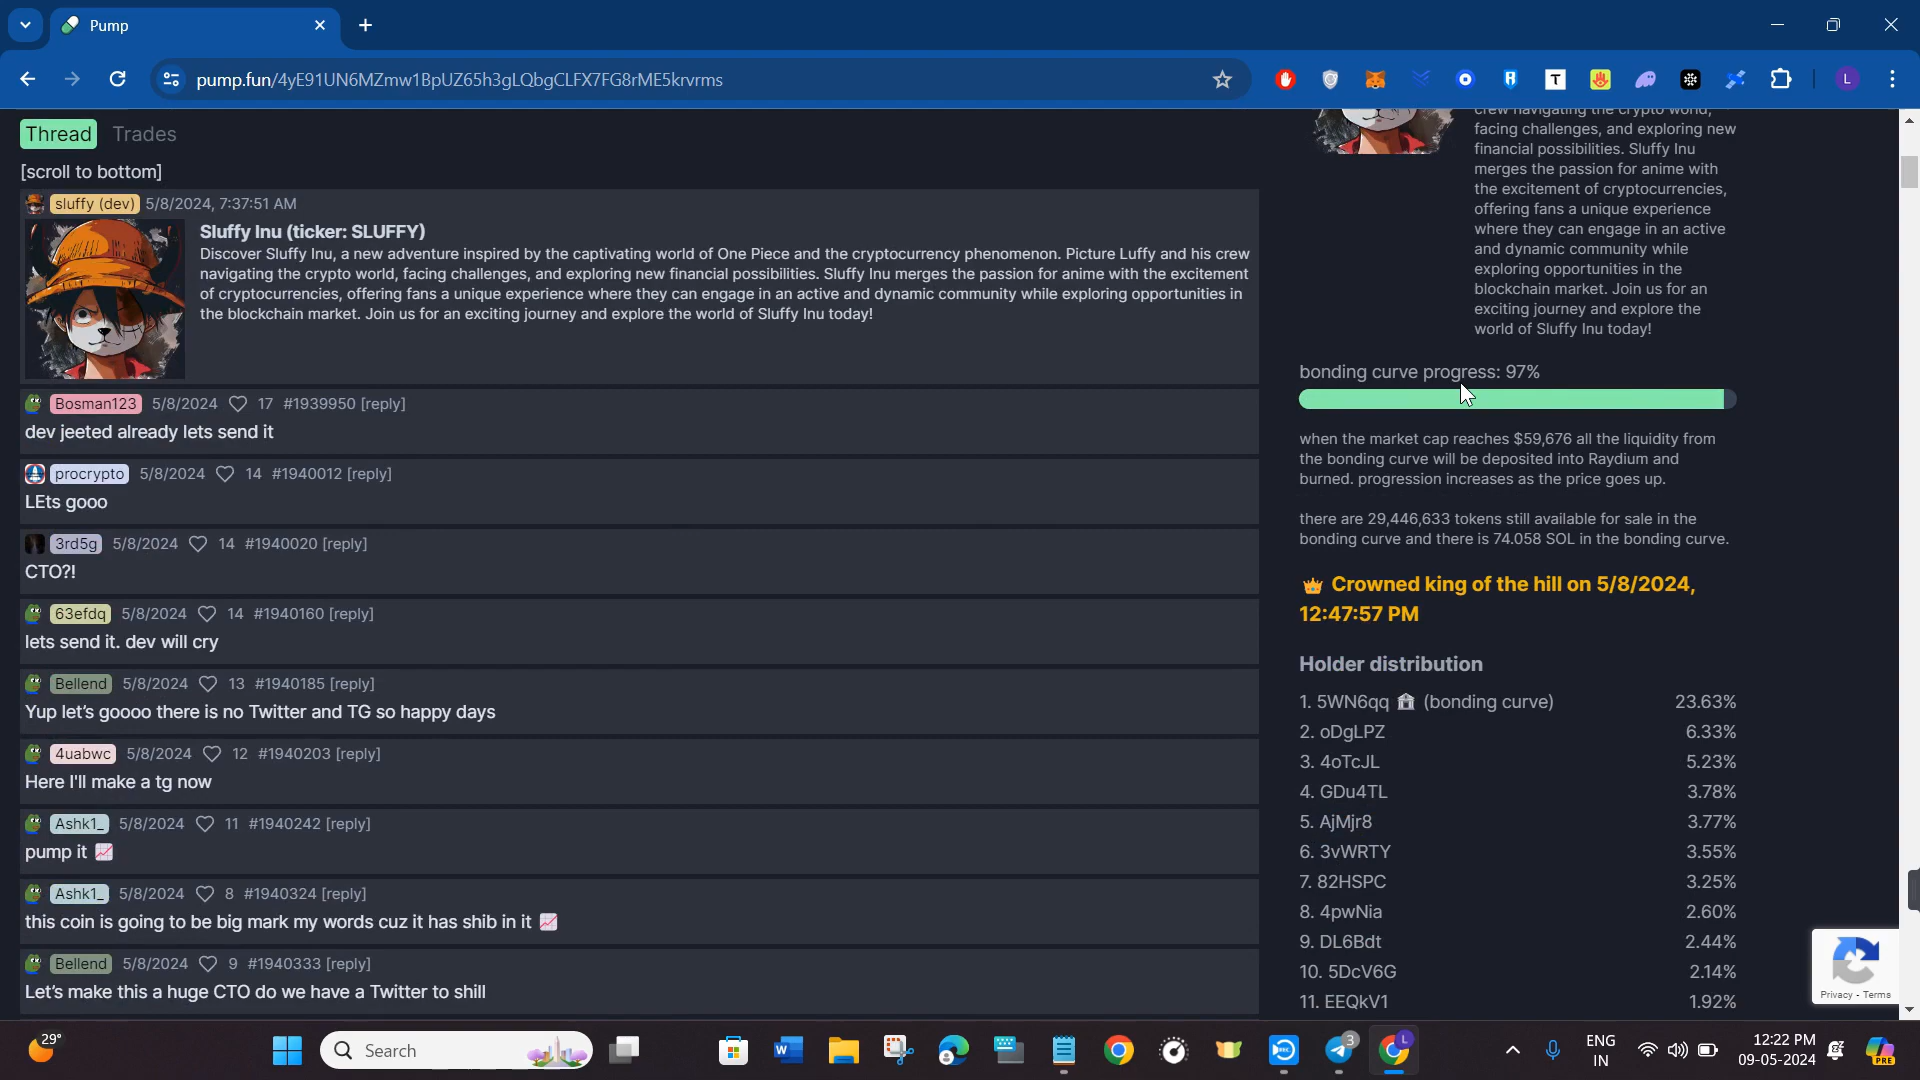 Pump
pump.fun/4yE91UN6MZmw1BpUZ65h3gLQbgCLFX7FG8rME5krvrms
L
Thread Trades
[scroll to bottom]
sluffy (dev) 5/8/2024, 7:37:51 AM
Sluffy Inu (ticker: SLUFFY)
Discover Sluffy Inu, a new adventure inspired by the captivating world of One Piece and the cryptocurrency phenomenon. Picture Luffy and his crew
navigating the crypto world, facing challenges, and exploring new financial possibilities. Sluffy Inu merges the passion for anime with the excitement
of cryptocurrencies, offering fans a unique experience where they can engage in an active and dynamic community while exploring opportunities in
the blockchain market. Join us for an exciting journey and explore the world of Sluffy Inu today!
Bosman123 5/8/2024 17 #1939950 [reply]
dev jeeted already lets send it
procrypto 5/8/2024 14 #1940012 [reply]
LEts gooo
3rd5g 5/8/2024 14 #1940020 [reply]
CTO?!
63efdq 5/8/2024 14 #1940160 [reply]
lets send it. dev will cry
Bellend 5/8/2024 13 #1940185 [reply]
Yup let's goooo there is no Twitter and TG so happy days
4uabwc 5/8/2024 12 #1940203 [reply]
Here I'll make a tg now
Ashk1_ 5/8/2024 11 #1940242 [reply]
pump it 📈
Ashk1_ 5/8/2024 8 #1940324 [reply]
this coin is going to be big mark my words cuz it has shib in it 📈
Bellend 5/8/2024 9 #1940333 [reply]
Let's make this a huge CTO do we have a Twitter to shill
crew navigating the crypto world,
facing challenges, and exploring new
financial possibilities. Sluffy Inu
merges the passion for anime with
the excitement of cryptocurrencies,
offering fans a unique experience
where they can engage in an active
and dynamic community while
exploring opportunities in the
blockchain market. Join us for an
exciting journey and explore the
world of Sluffy Inu today!
bonding curve progress: 97%
when the market cap reaches $59,676 all the liquidity from
the bonding curve will be deposited into Raydium and
burned. progression increases as the price goes up.
there are 29,446,633 tokens still available for sale in the
bonding curve and there is 74.058 SOL in the bonding curve.
👑 Crowned king of the hill on 5/8/2024,
12:47:57 PM
Holder distribution
1. 5WN6qq 🏦 (bonding curve) 23.63%
2. oDgLPZ 6.33%
3. 4oTcJL 5.23%
4. GDu4TL 3.78%
5. AjMjr8 3.77%
6. 3vWRTY 3.55%
7. 82HSPC 3.25%
8. 4pwNia 2.60%
9. DL6Bdt 2.44%
10. 5DcV6G 2.14%
11. EEQkV1 1.92%
Privacy - Terms
29°
Search
3
L
ENG
IN
12:22 PM
09-05-2024
PRE